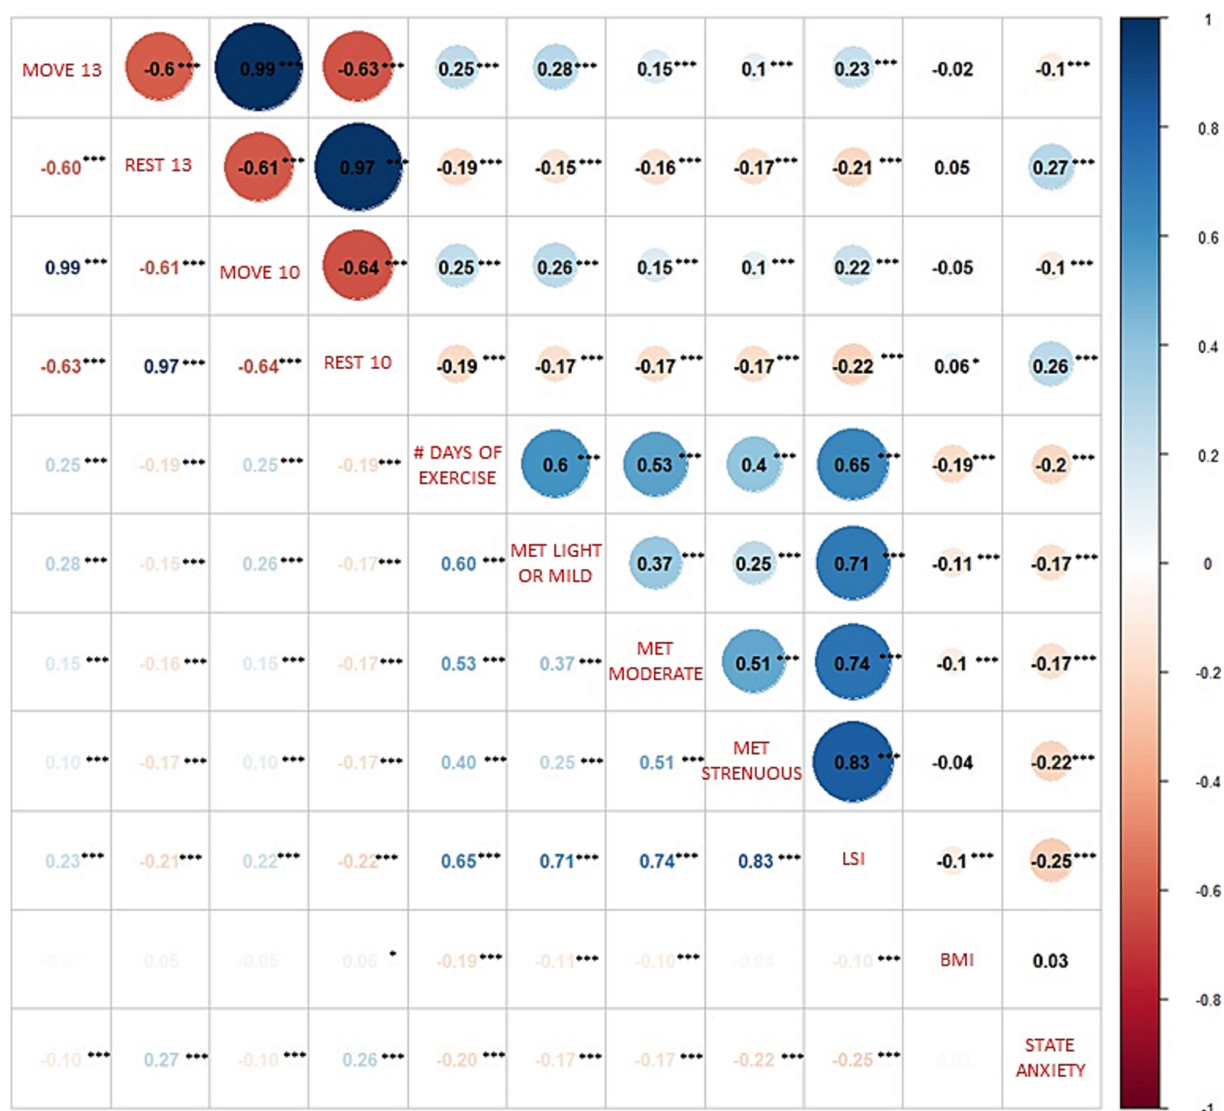 MOVE 13 -0.6*** 0.99*** -0.63*** 0.25*** 0.28*** 0.15*** 0.1*** 0.23*** -0.02 -0.1*** 1
-0.60*** REST 13 -0.61*** 0.97*** -0.19*** -0.15*** -0.16*** -0.17*** -0.21*** 0.05 0.27*** 0.8
0.99*** -0.61*** MOVE 10 -0.64*** 0.25*** 0.26*** 0.15*** 0.1*** 0.22*** -0.05 -0.1*** 0.6
-0.63*** 0.97*** -0.64*** REST 10 -0.19*** -0.17*** -0.17*** -0.17*** -0.22*** 0.06* 0.26*** 0.4
# DAYS OF
EXERCISE
0.25*** -0.19*** 0.25*** -0.19*** 0.6*** 0.53*** 0.4*** 0.65*** -0.19*** -0.2*** 0.2
MET LIGHT
OR MILD
0.28*** -0.15*** 0.26*** -0.17*** 0.60*** 0.37*** 0.25*** 0.71*** -0.11*** -0.17*** 0
MET
MODERATE
0.15*** -0.16*** 0.15*** -0.17*** 0.53*** 0.37*** 0.51*** 0.74*** -0.1*** -0.17*** -0.2
MET
STRENUOUS
0.10*** -0.17*** 0.10*** -0.17*** 0.40*** 0.25*** 0.51*** 0.83*** -0.04 -0.22*** -0.4
0.23*** -0.21*** 0.22*** -0.22*** 0.65*** 0.71*** 0.74*** 0.83*** LSI -0.1*** -0.25*** -0.6
-0.02 0.05 -0.05 0.06* -0.19*** -0.11*** -0.10*** -0.04 -0.10*** BMI 0.03 -0.8
STATE
ANXIETY
-0.10*** 0.27*** -0.10*** 0.26*** -0.20*** -0.17*** -0.17*** -0.22*** -0.25*** 0.03 -1